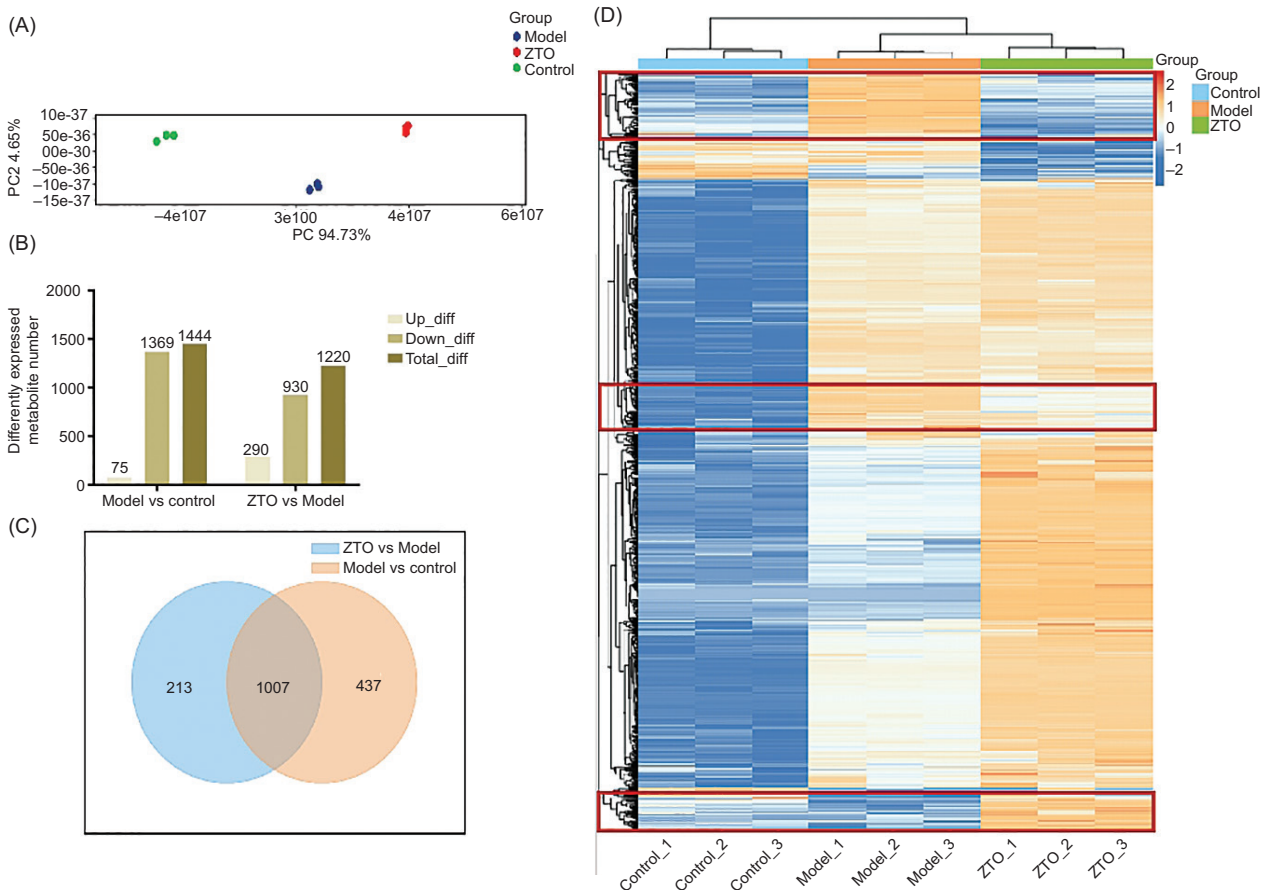 (A)
Group
Model
ZTO
Control
10e-37
50e-36
00e-30
–50e-36
–10e-37
–15e-37
PC2 4.65%
–4e107
3e100
4e107
6e107
PC 94.73%
(B)
Differently expressed
metabolite number
2000
1500
1000
500
0
75
1369
1444
290
930
1220
Model vs control
ZTO vs Model
Up_diff
Down_diff
Total_diff
(C)
ZTO vs Model
Model vs control
213
1007
437
(D)
Group
2
1
0
–1
–2
Group
Control
Model
ZTO
Control_1
Control_2
Control_3
Model_1
Model_2
Model_3
ZTO_1
ZTO_2
ZTO_3